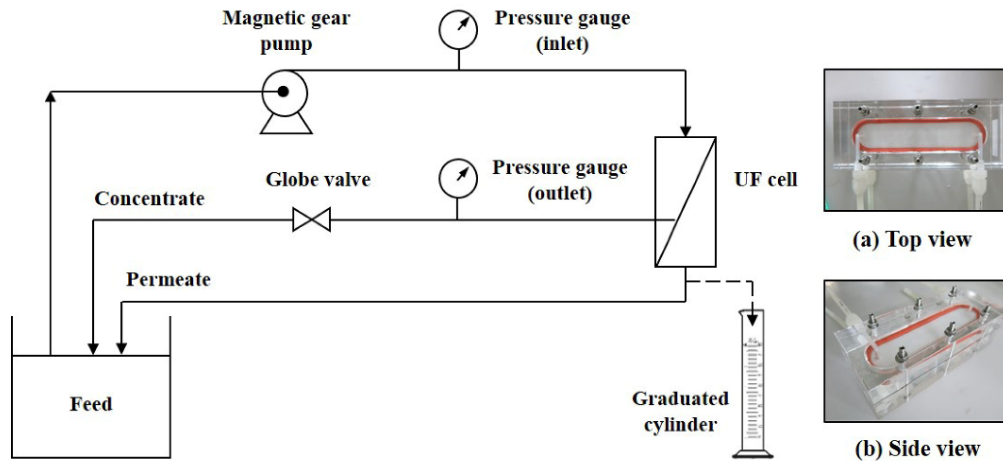 Magnetic gear
pump
Pressure gauge
(inlet)
Pressure gauge
(outlet)
UF cell
Globe valve
Concentrate
Permeate
Feed
Graduated
cylinder
(a) Top view
(b) Side view